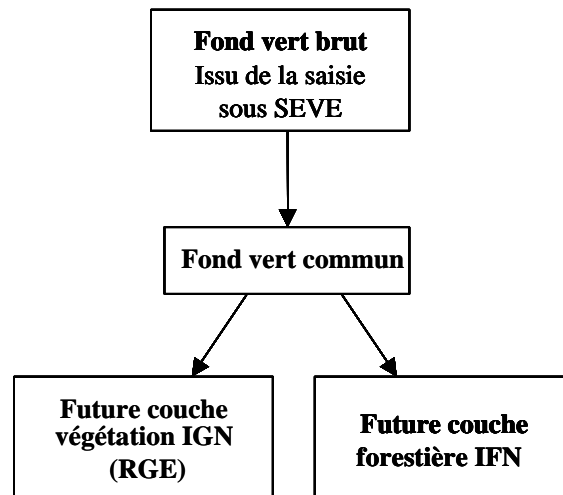 Fond vert brut
Issu de la saisie
sous SEVE
Fond vert commun
Future couche
végétation IGN
(RGE)
Future couche
forestière IFN